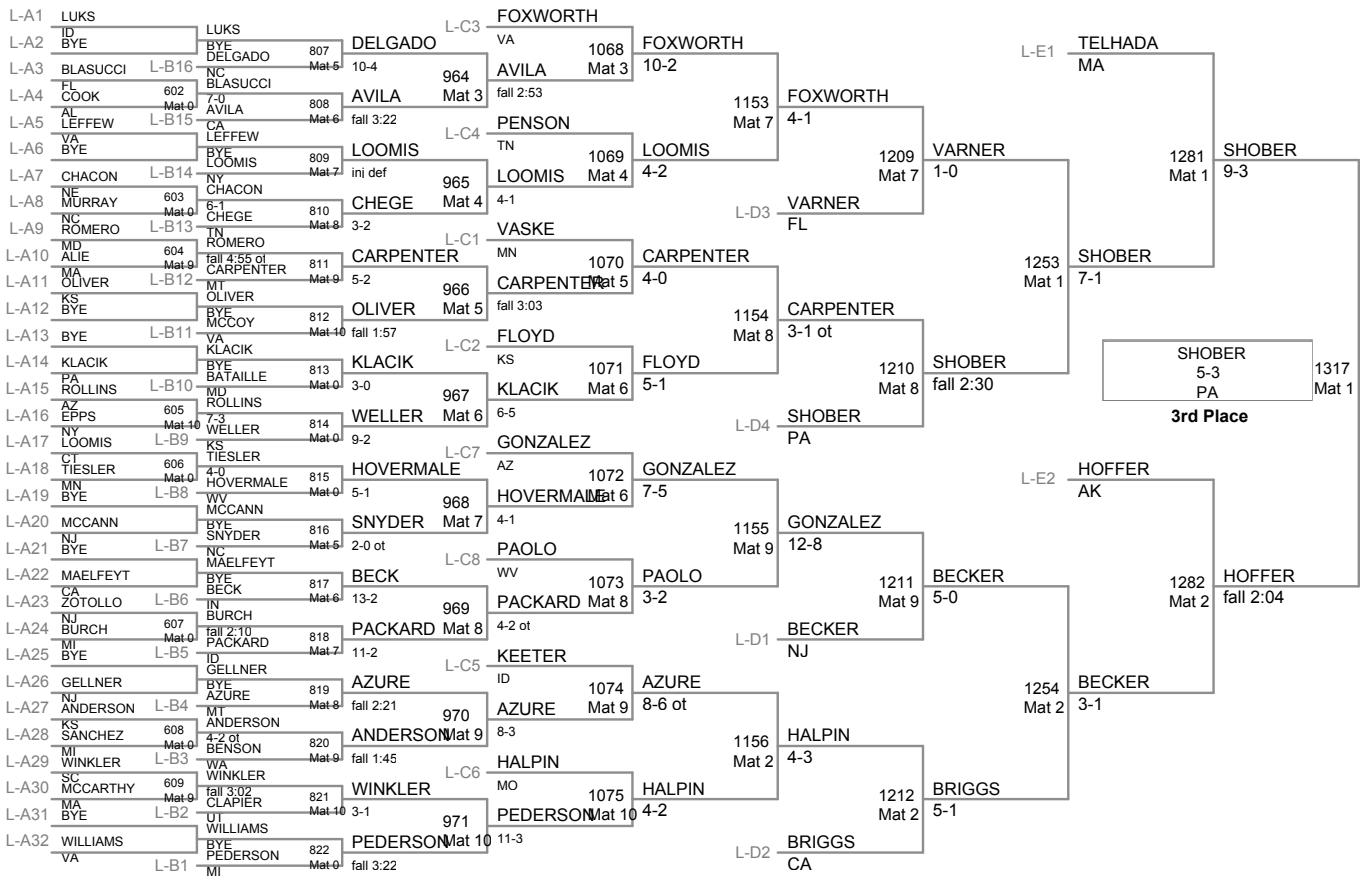 L-A1 LUKS
ID
L-A2 BYE
L-A3 BLASUCCI
FL
L-A4 COOK
602
Mat 0
AL
L-A5 LEFFEW
VA
L-A6 BYE
L-A7 CHACON
NE
L-A8 MURRAY
603
Mat 0
NC
L-A9 ROMERO
MD
L-A10 ALIE
604
Mat 9
MA
L-A11 OLIVER
KS
L-A12 BYE
L-A13 BYE
L-A14 KLACIK
PA
L-A15 ROLLINS
AZ
L-A16 EPPS
605
Mat 10
NY
L-A17 LOOMIS
CT
L-A18 TIESLER
606
Mat 0
MN
L-A19 BYE
L-A20 MCCANN
NJ
L-A21 BYE
L-A22 MAELFEYT
CA
L-A23 ZOTOLLO
NJ
L-A24 BURCH
607
Mat 0
MI
L-A25 BYE
L-A26 GELLNER
NJ
L-A27 ANDERSON
KS
L-A28 SANCHEZ
608
Mat 0
MI
L-A29 WINKLER
SC
L-A30 MCCARTHY
609
Mat 9
MA
L-A31 BYE
L-A32 WILLIAMS
VA
LUKS
BYE
L-B16 DELGADO
807
Mat 5
NC
BLASUCCI
7-0
L-B15 AVILA
808
Mat 6
CA
LEFFEW
BYE
L-B14 LOOMIS
809
Mat 7
NY
CHACON
6-1
L-B13 CHEGE
810
Mat 8
TN
ROMERO
fall 4:55 ot
L-B12 CARPENTER
811
Mat 9
MT
OLIVER
BYE
L-B11 MCCOY
812
Mat 10
VA
KLACIK
BYE
L-B10 BATAILLE
813
Mat 0
MD
ROLLINS
7-3
L-B9 WELLER
814
Mat 0
KS
TIESLER
4-0
L-B8 HOVERMALE
815
Mat 0
WV
MCCANN
BYE
L-B7 SNYDER
816
Mat 5
NC
MAELFEYT
BYE
L-B6 BECK
817
Mat 6
IN
BURCH
fall 2:10
L-B5 PACKARD
818
Mat 7
ID
GELLNER
BYE
L-B4 AZURE
819
Mat 8
MT
ANDERSON
4-2 ot
L-B3 BENSON
820
Mat 9
WA
WINKLER
fall 3:02
L-B2 CLAPIER
821
Mat 10
UT
WILLIAMS
BYE
L-B1 PEDERSON
822
Mat 0
MI
DELGADO
10-4
964
Mat 3
AVILA
fall 3:22
LOOMIS
inj def
965
Mat 4
CHEGE
3-2
CARPENTER
5-2
966
Mat 5
OLIVER
fall 1:57
KLACIK
3-0
967
Mat 6
WELLER
9-2
HOVERMALE
5-1
968
Mat 7
SNYDER
2-0 ot
BECK
13-2
969
Mat 8
PACKARD
11-2
AZURE
fall 2:21
970
Mat 9
ANDERSON
fall 1:45
WINKLER
3-1
971
Mat 10
PEDERSON
fall 3:22
L-C3 FOXWORTH
VA
1068
Mat 3
AVILA
fall 2:53
L-C4 PENSON
TN
1069
Mat 4
LOOMIS
4-1
L-C1 VASKE
MN
1070
Mat 5
CARPENTER
fall 3:03
L-C2 FLOYD
KS
1071
Mat 6
KLACIK
6-5
L-C7 GONZALEZ
AZ
1072
Mat 6
HOVERMALE
4-1
L-C8 PAOLO
WV
1073
Mat 8
PACKARD
4-2 ot
L-C5 KEETER
ID
1074
Mat 9
AZURE
8-3
L-C6 HALPIN
MO
1075
Mat 10
PEDERSON
11-3
FOXWORTH
10-2
1153
Mat 7
LOOMIS
4-2
CARPENTER
4-0
1154
Mat 8
FLOYD
5-1
GONZALEZ
7-5
1155
Mat 9
PAOLO
3-2
AZURE
8-6 ot
1156
Mat 2
HALPIN
4-2
FOXWORTH
4-1
1209
Mat 7
L-D3 VARNER
FL
CARPENTER
3-1 ot
1210
Mat 8
L-D4 SHOBER
PA
GONZALEZ
12-8
1211
Mat 9
L-D1 BECKER
NJ
HALPIN
4-3
1212
Mat 2
L-D2 BRIGGS
CA
VARNER
1-0
1253
Mat 1
SHOBER
fall 2:30
BECKER
5-0
1254
Mat 2
BRIGGS
5-1
L-E1 TELHADA
MA
1281
Mat 1
SHOBER
7-1
L-E2 HOFFER
AK
1282
Mat 2
BECKER
3-1
SHOBER
9-3
SHOBER
5-3
PA
1317
Mat 1
3rd Place
HOFFER
fall 2:04